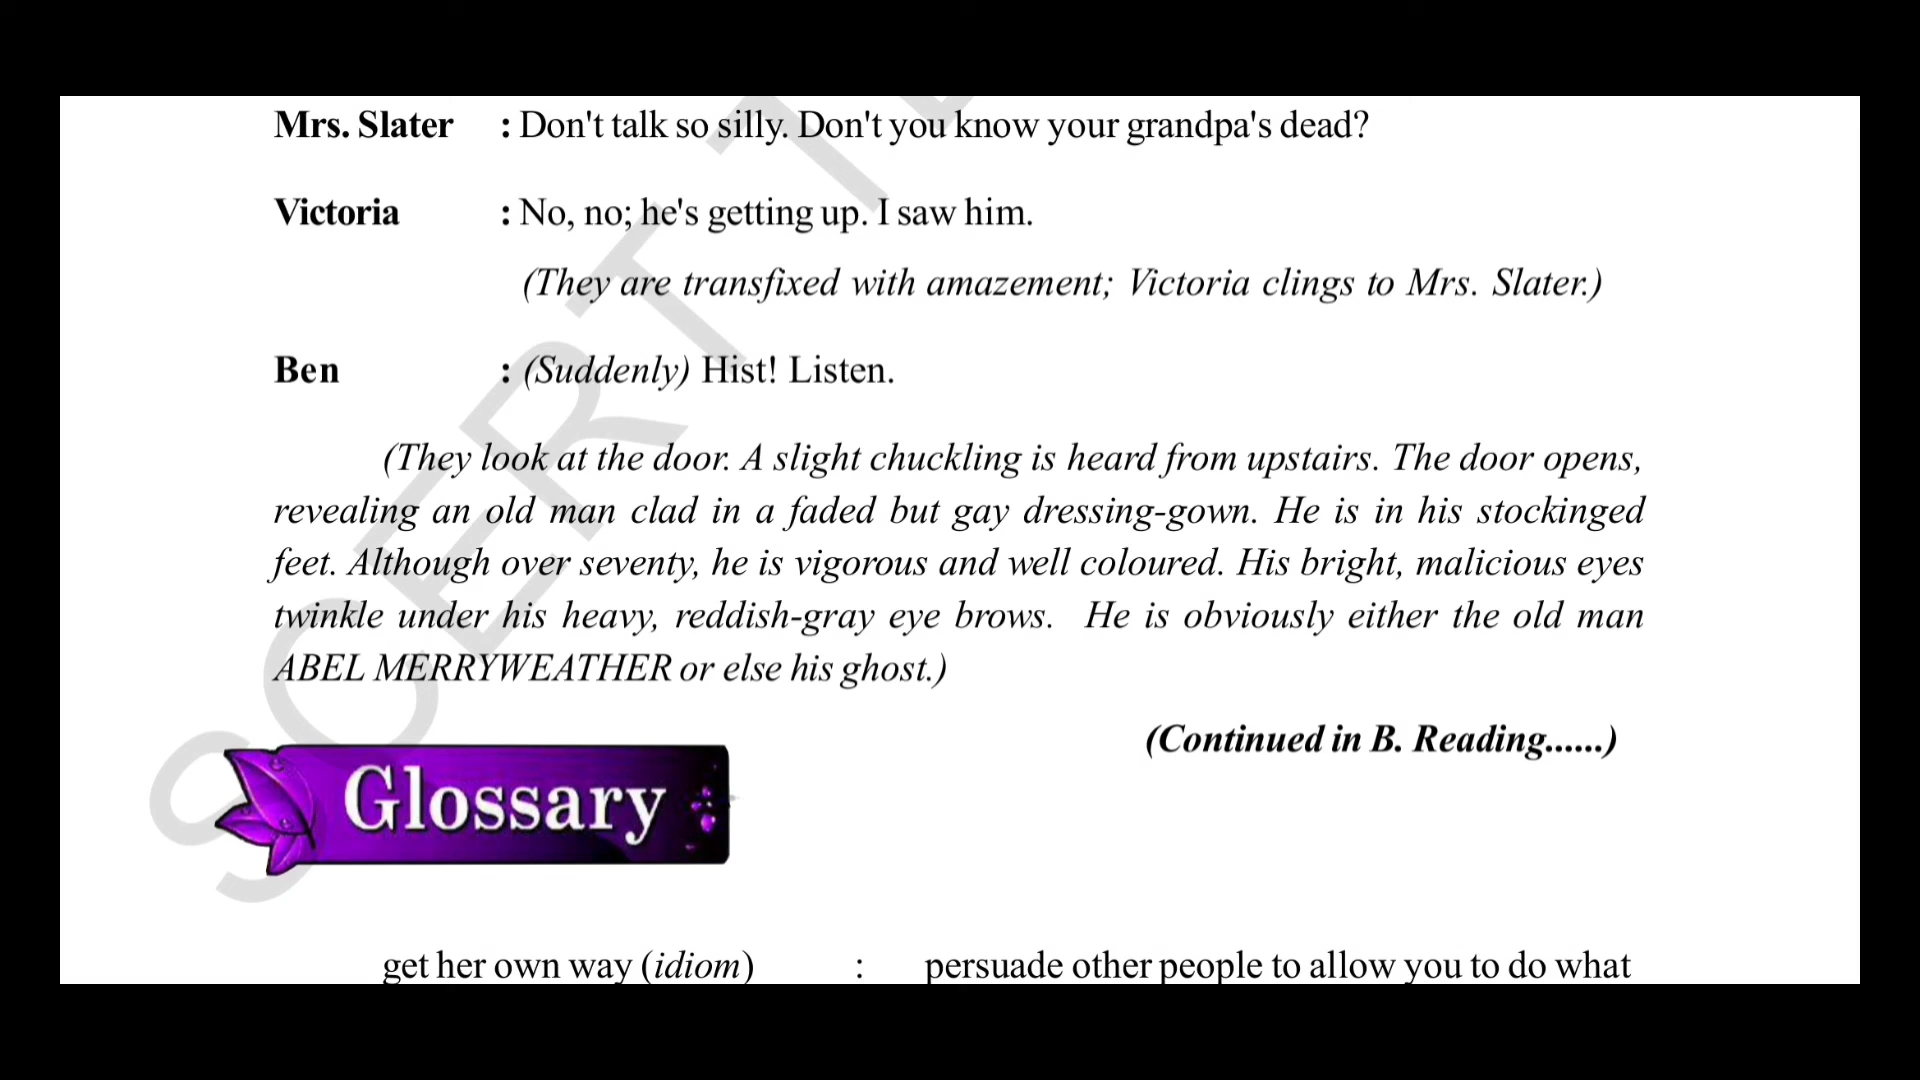 Mrs. Slater : Don't talk so silly. Don't you know your grandpa's dead?
Victoria : No, no; he's getting up. I saw him.
(They are transfixed with amazement; Victoria clings to Mrs. Slater.)
Ben : (Suddenly) Hist! Listen.
(They look at the door. A slight chuckling is heard from upstairs. The door opens,
revealing an old man clad in a faded but gay dressing-gown. He is in his stockinged
feet. Although over seventy, he is vigorous and well coloured. His bright, malicious eyes
twinkle under his heavy, reddish-gray eye brows. He is obviously either the old man
ABEL MERRYWEATHER or else his ghost.)
(Continued in B. Reading......)
Glossary
get her own way (idiom) : persuade other people to allow you to do what
SCERT